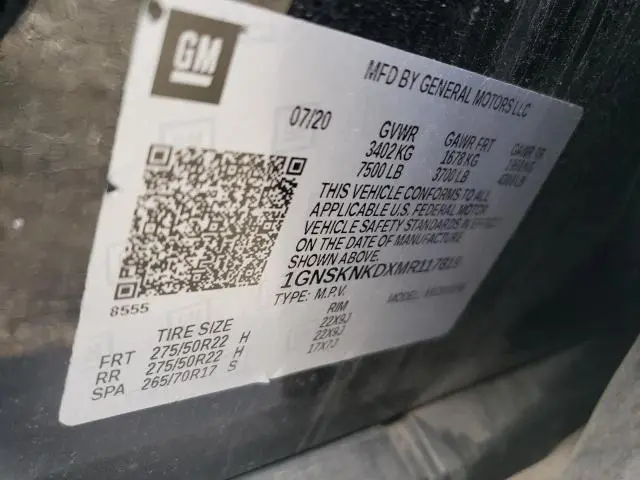 GM
MFD BY GENERAL MOTORS LLC
07/20
GVWR GAWR FRT GAWR RR
3402 KG 1678 KG
7500 LB 3700 LB
THIS VEHICLE CONFORMS TO ALL
APPLICABLE U.S. FEDERAL MOTOR
VEHICLE SAFETY STANDARDS IN EFFECT
ON THE DATE OF MANUFACTURE
SHOWN ABOVE.
1GNSKNKDXMR117819
TYPE: M.P.V. MODEL:
8555
TIRE SIZE RIM
FRT 275/50R22 H 22X9J
RR 275/50R22 H 22X9J
SPA 265/70R17 S 17X7J